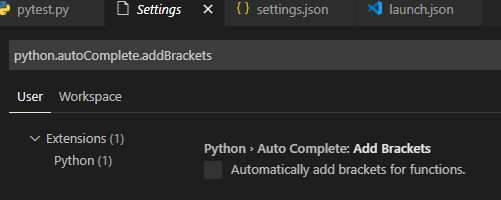 pytest.py
Settings
settings.json
launch.json
python.autoComplete.addBrackets
User Workspace
Extensions (1)
Python (1)
Python › Auto Complete: Add Brackets
Automatically add brackets for functions.